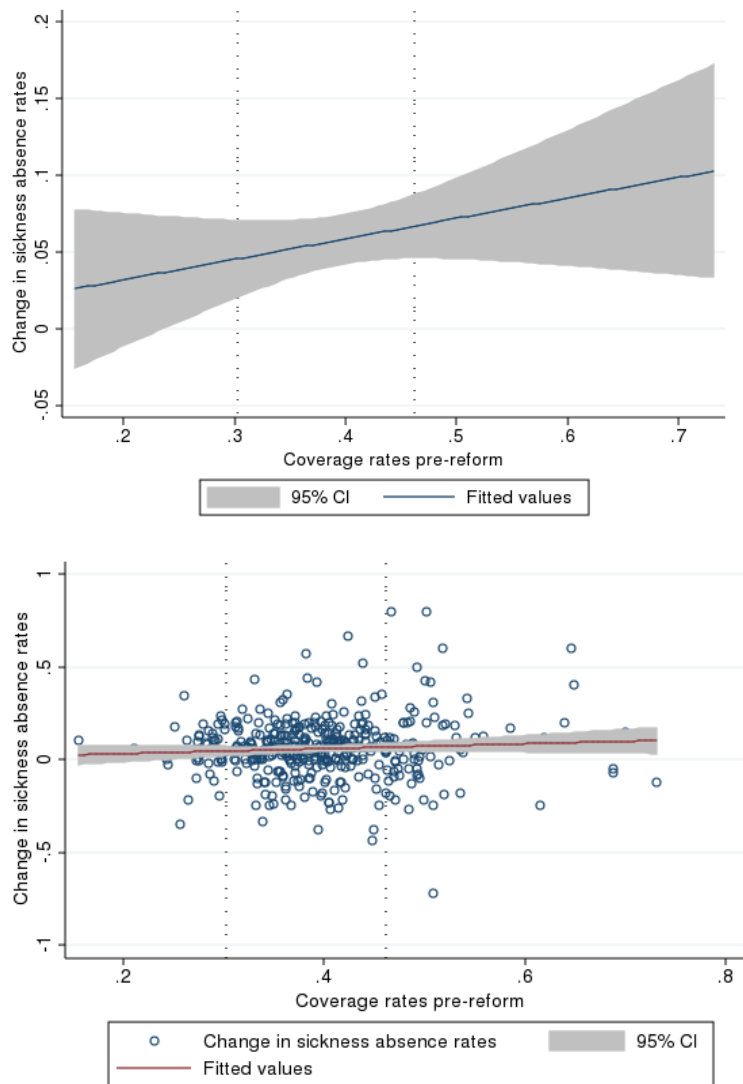 .2
.15
.1
.05
0
-.05
Change in sickness absence rates
.2 .3 .4 .5 .6 .7
Coverage rates pre-reform
95% CI Fitted values
1
.5
0
-.5
-1
Change in sickness absence rates
.2 .4 .6 .8
Coverage rates pre-reform
Change in sickness absence rates 95% CI
Fitted values